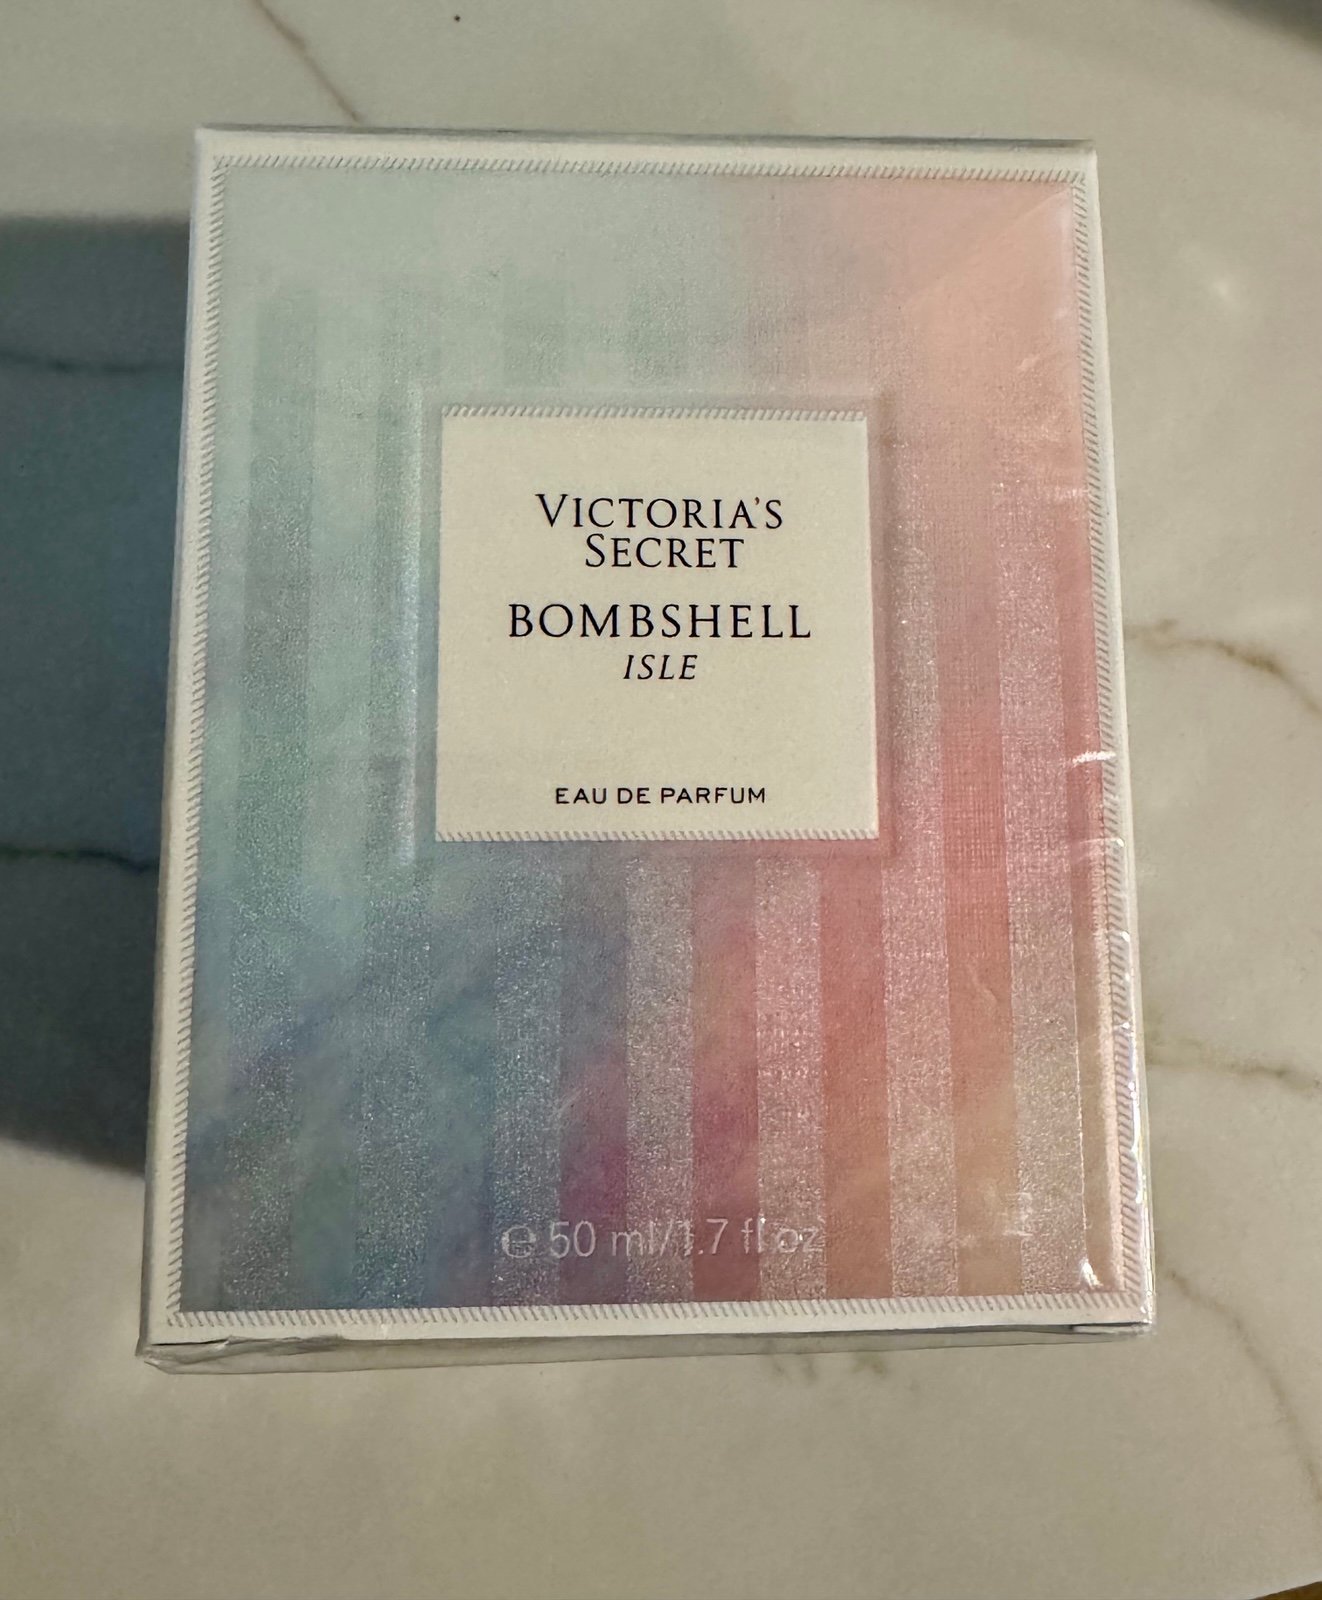 VICTORIA'S
SECRET
BOMBSHELL
ISLE
EAU DE PARFUM
℮ 50 ml/1.7 fl oz